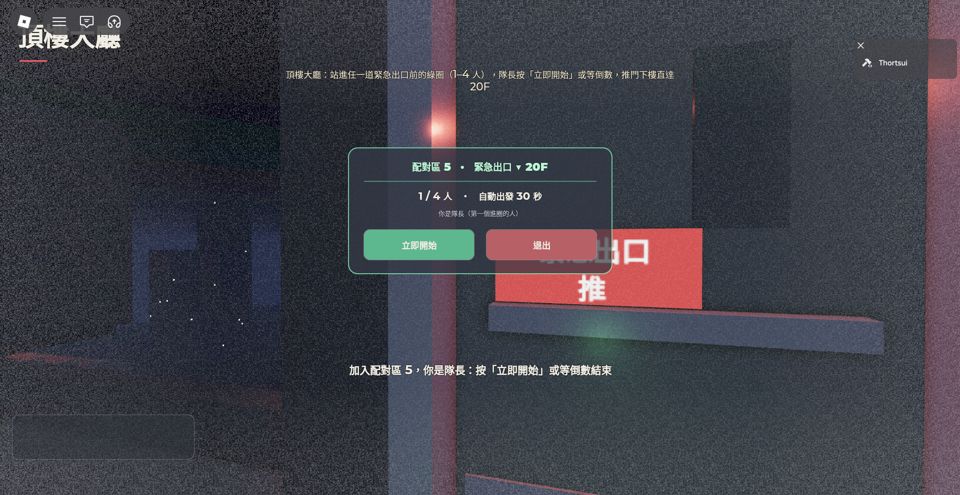 頂樓大廳
Thortsui
頂樓大廳：站進任一道緊急出口前的綠圈（1–4 人），隊長按「立即開始」或等倒數，推門下樓直達
20F
配對區 5 • 緊急出口 ▼ 20F
1 / 4 人 • 自動出發 30 秒
你是隊長（第一個進圈的人）
立即開始
退出
出口
推
加入配對區 5，你是隊長：按「立即開始」或等倒數結束